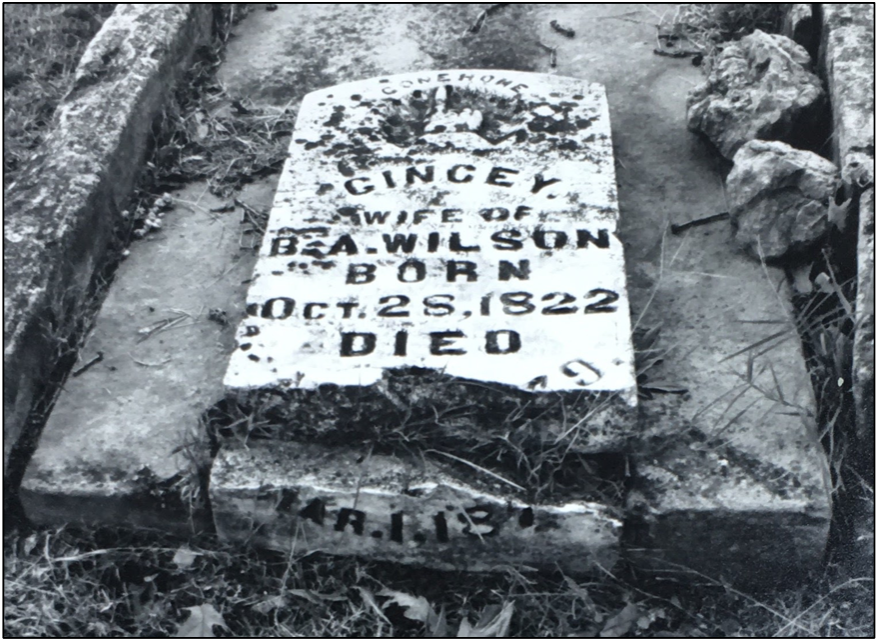 GONE HOME
GINCEY
WIFE OF
B. A. WILSON
BORN
OCT. 28, 1822
DIED